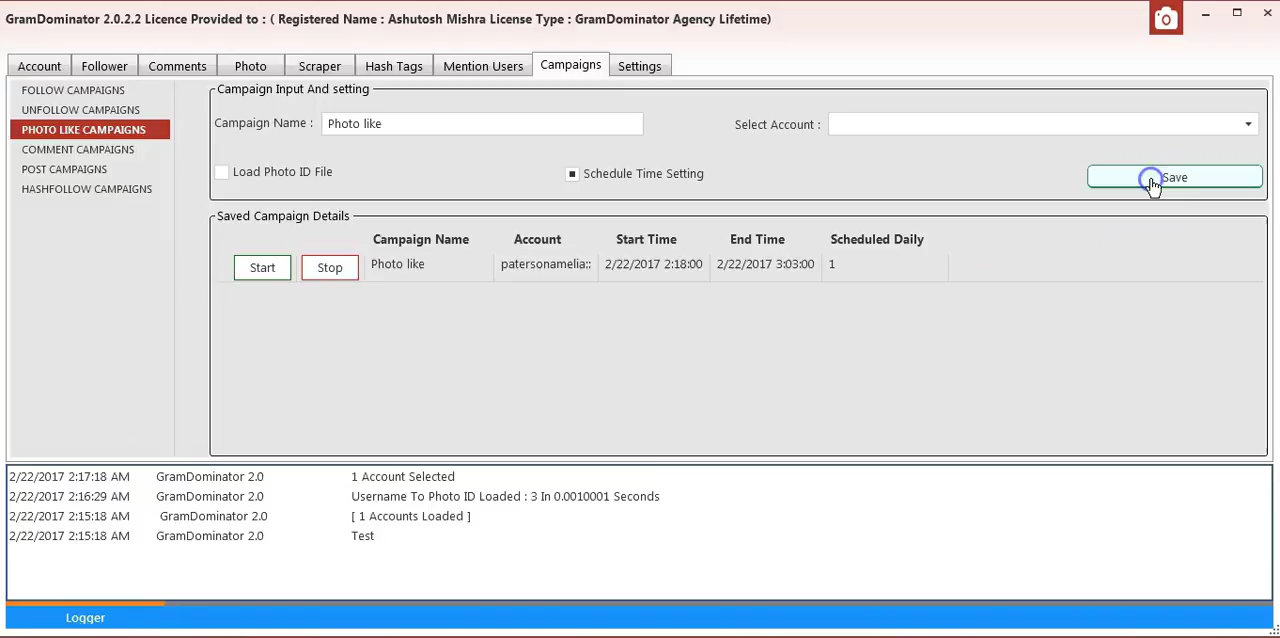 GramDominator 2.0.2.2 Licence Provided to : ( Registered Name : Ashutosh Mishra License Type : GramDominator Agency Lifetime)
Account Follower Comments Photo Scraper Hash Tags Mention Users Campaigns Settings
FOLLOW CAMPAIGNS
UNFOLLOW CAMPAIGNS
PHOTO LIKE CAMPAIGNS
COMMENT CAMPAIGNS
POST CAMPAIGNS
HASHFOLLOW CAMPAIGNS
Campaign Input And setting
Campaign Name : Photo like Select Account :
Load Photo ID File Schedule Time Setting Save
Saved Campaign Details
Campaign Name Account Start Time End Time Scheduled Daily
Start Stop Photo like patersonamelia:: 2/22/2017 2:18:00 2/22/2017 3:03:00 1
2/22/2017 2:17:18 AM GramDominator 2.0 1 Account Selected
2/22/2017 2:16:29 AM GramDominator 2.0 Username To Photo ID Loaded : 3 In 0.0010001 Seconds
2/22/2017 2:15:18 AM GramDominator 2.0 [ 1 Accounts Loaded ]
2/22/2017 2:15:18 AM GramDominator 2.0 Test
Logger